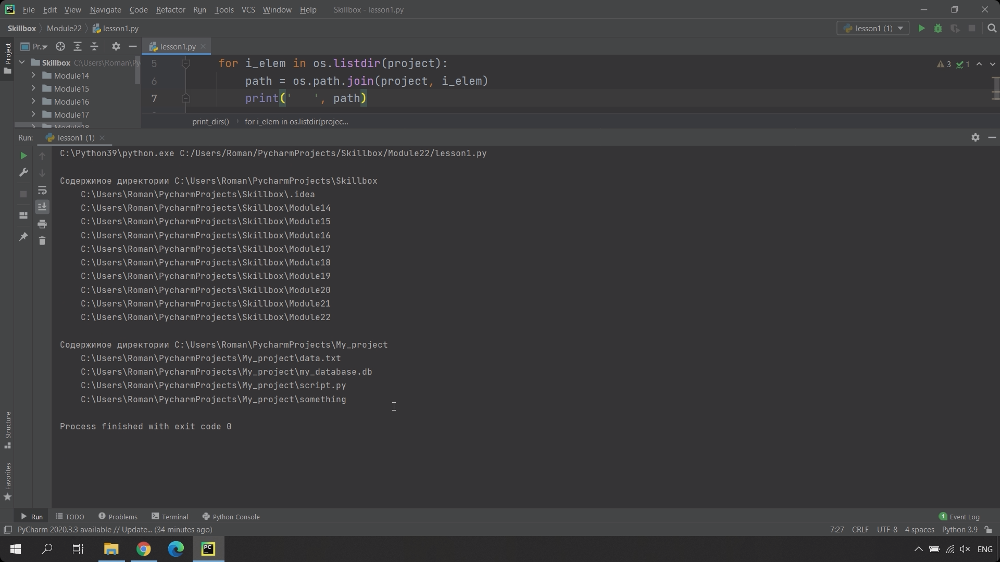 File Edit View Navigate Code Refactor Run Tools VCS Window Help Skillbox - lesson1.py
Skillbox Module22 lesson1.py lesson1 (1)
Project
Pr... lesson1.py
Skillbox C:\Users\Roman\Py
Module14
Module15
Module16
Module17
Module18
5 for i_elem in os.listdir(project):
6 path = os.path.join(project, i_elem)
7 print('   ', path)
3 1
print_dirs() for i_elem in os.listdir(projec...
Run: lesson1 (1)
C:\Python39\python.exe C:/Users/Roman/PycharmProjects/Skillbox/Module22/lesson1.py
Содержимое директории C:\Users\Roman\PycharmProjects\Skillbox
C:\Users\Roman\PycharmProjects\Skillbox\.idea
C:\Users\Roman\PycharmProjects\Skillbox\Module14
C:\Users\Roman\PycharmProjects\Skillbox\Module15
C:\Users\Roman\PycharmProjects\Skillbox\Module16
C:\Users\Roman\PycharmProjects\Skillbox\Module17
C:\Users\Roman\PycharmProjects\Skillbox\Module18
C:\Users\Roman\PycharmProjects\Skillbox\Module19
C:\Users\Roman\PycharmProjects\Skillbox\Module20
C:\Users\Roman\PycharmProjects\Skillbox\Module21
C:\Users\Roman\PycharmProjects\Skillbox\Module22
Содержимое директории C:\Users\Roman\PycharmProjects\My_project
C:\Users\Roman\PycharmProjects\My_project\data.txt
C:\Users\Roman\PycharmProjects\My_project\my_database.db
C:\Users\Roman\PycharmProjects\My_project\script.py
C:\Users\Roman\PycharmProjects\My_project\something
Process finished with exit code 0
Structure
Favorites
Run TODO Problems Terminal Python Console 1 Event Log
PyCharm 2020.3.3 available // Update... (34 minutes ago) 7:27 CRLF UTF-8 4 spaces Python 3.9
PC ENG